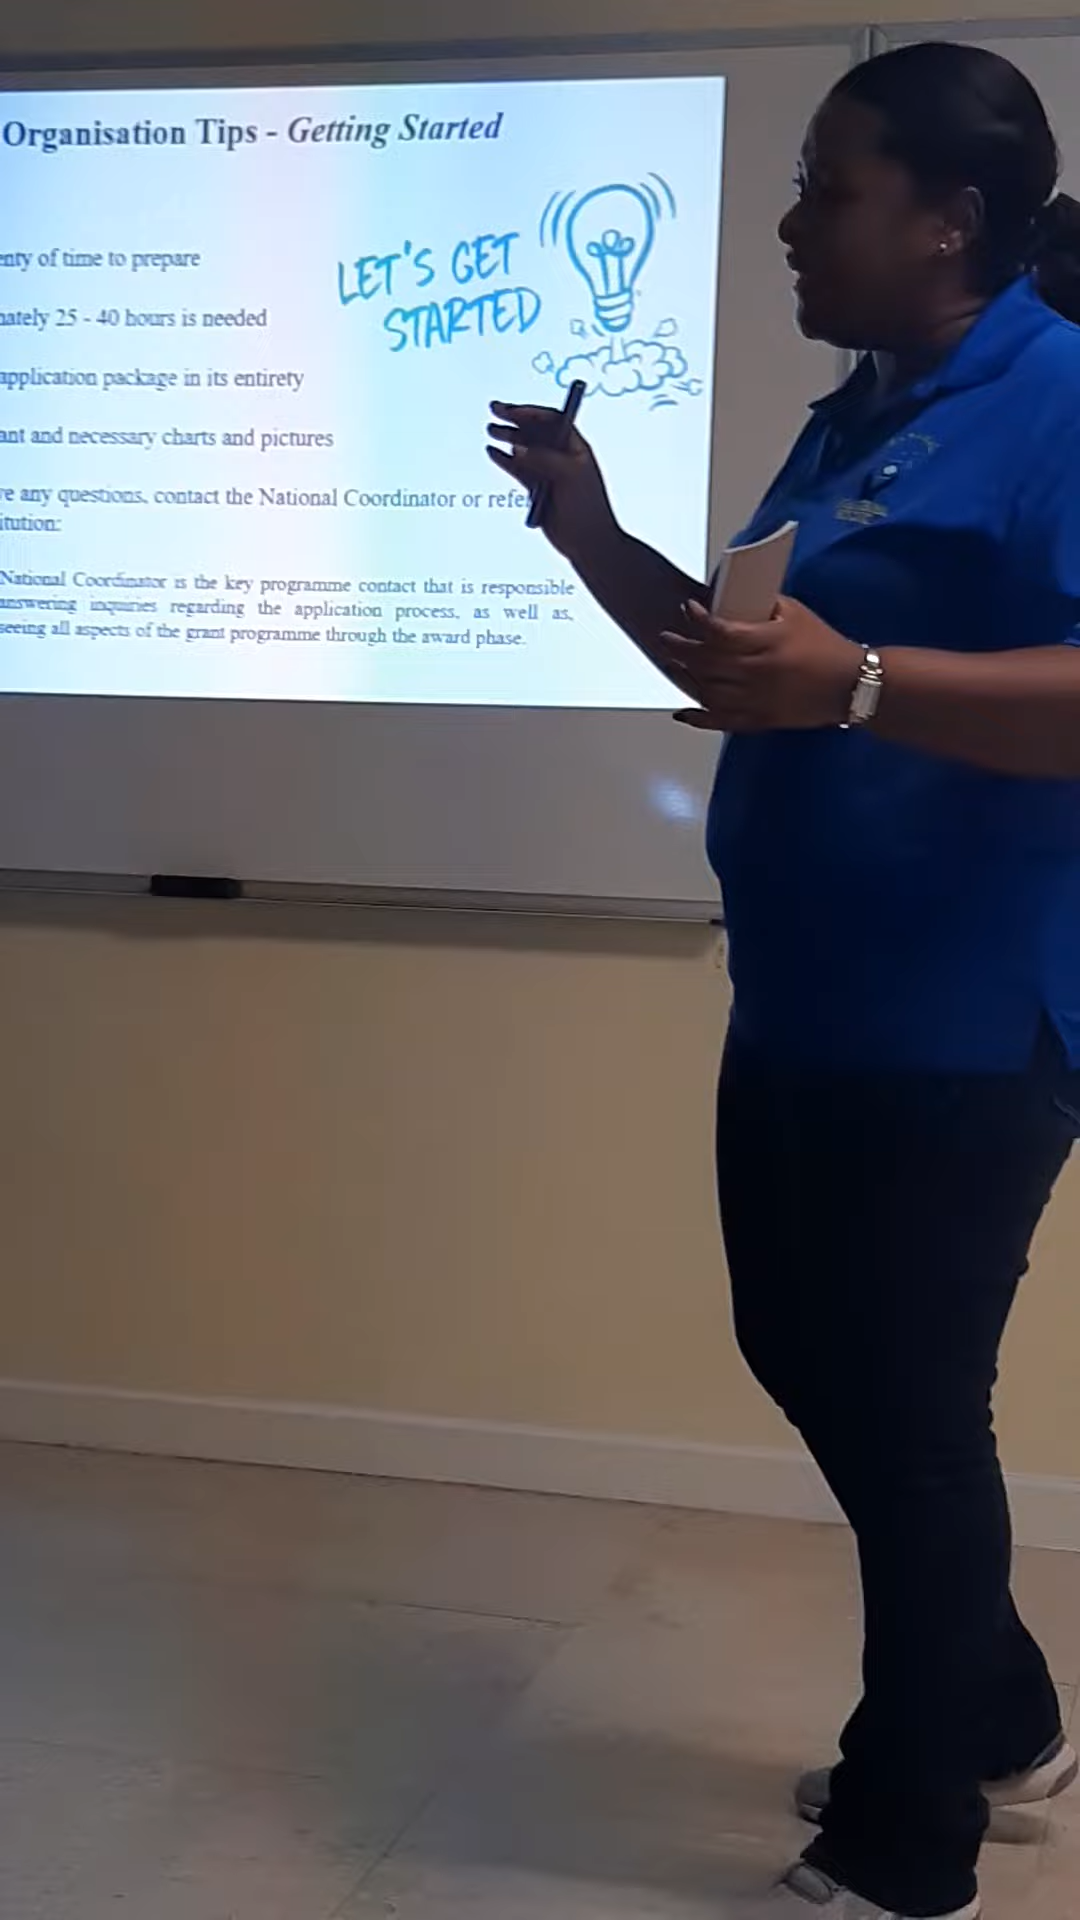 Organisation Tips - Getting Started
LET'S GET
STARTED
enty of time to prepare
nately 25 - 40 hours is needed
application package in its entirety
ant and necessary charts and pictures
re any questions, contact the National Coordinator or refe
itution:
National Coordinator is the key programme contact that is responsible
answering inquiries regarding the application process, as well as,
seeing all aspects of the grant programme through the award phase.